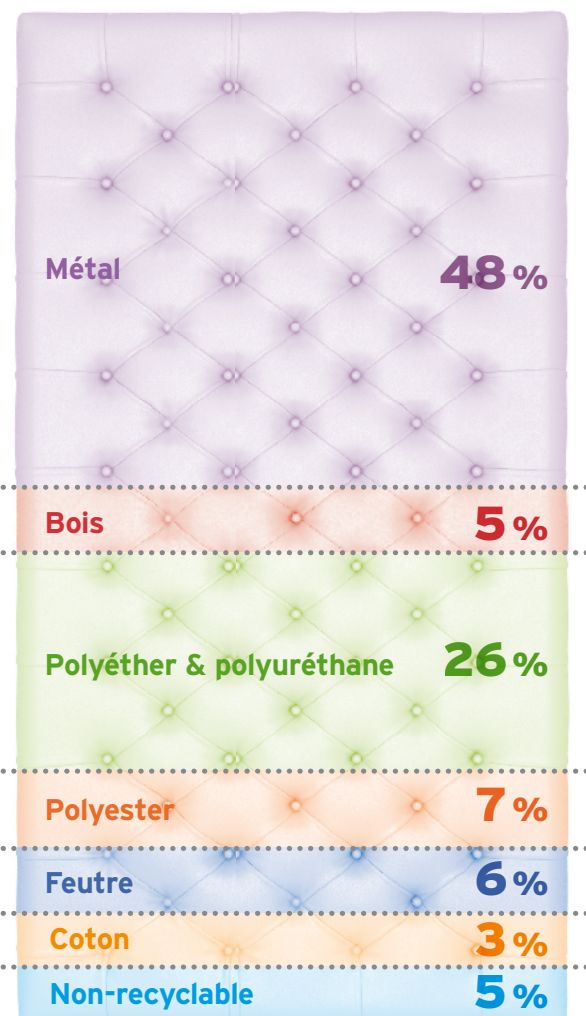 Métal 48 %
Bois 5 %
Polyéther & polyuréthane 26 %
Polyester 7 %
Feutre 6 %
Coton 3 %
Non-recyclable 5 %